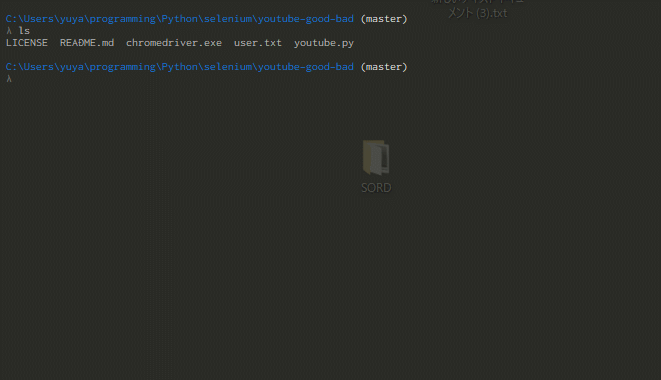 メント (3).txt
C:\Users\yuya\programming\Python\selenium\youtube-good-bad (master)
λ ls
LICENSE README.md chromedriver.exe user.txt youtube.py
C:\Users\yuya\programming\Python\selenium\youtube-good-bad (master)
λ
SORD